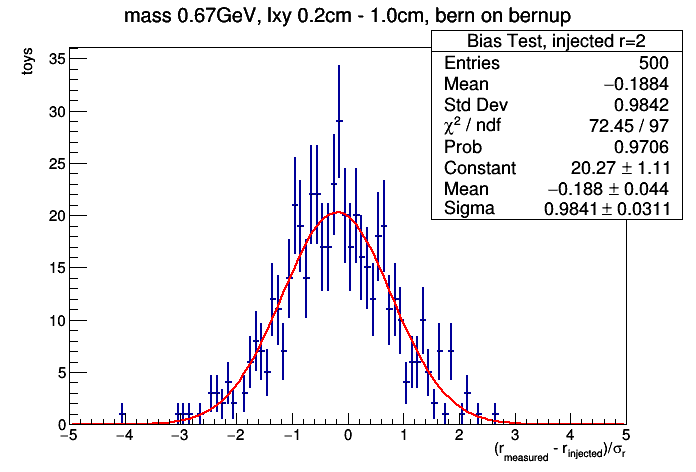 mass 0.67GeV, lxy 0.2cm - 1.0cm, bern on bernup
Bias Test, injected r=2
Entries 500
Mean −0.1884
Std Dev 0.9842
χ² / ndf 72.45 / 97
Prob 0.9706
Constant 20.27 ± 1.11
Mean −0.188 ± 0.044
Sigma 0.9841 ± 0.0311
toys
35
30
25
20
15
10
5
0
−5 −4 −3 −2 −1 0 1 2 3 4 5
(r_measured - r_injected)/σ_r